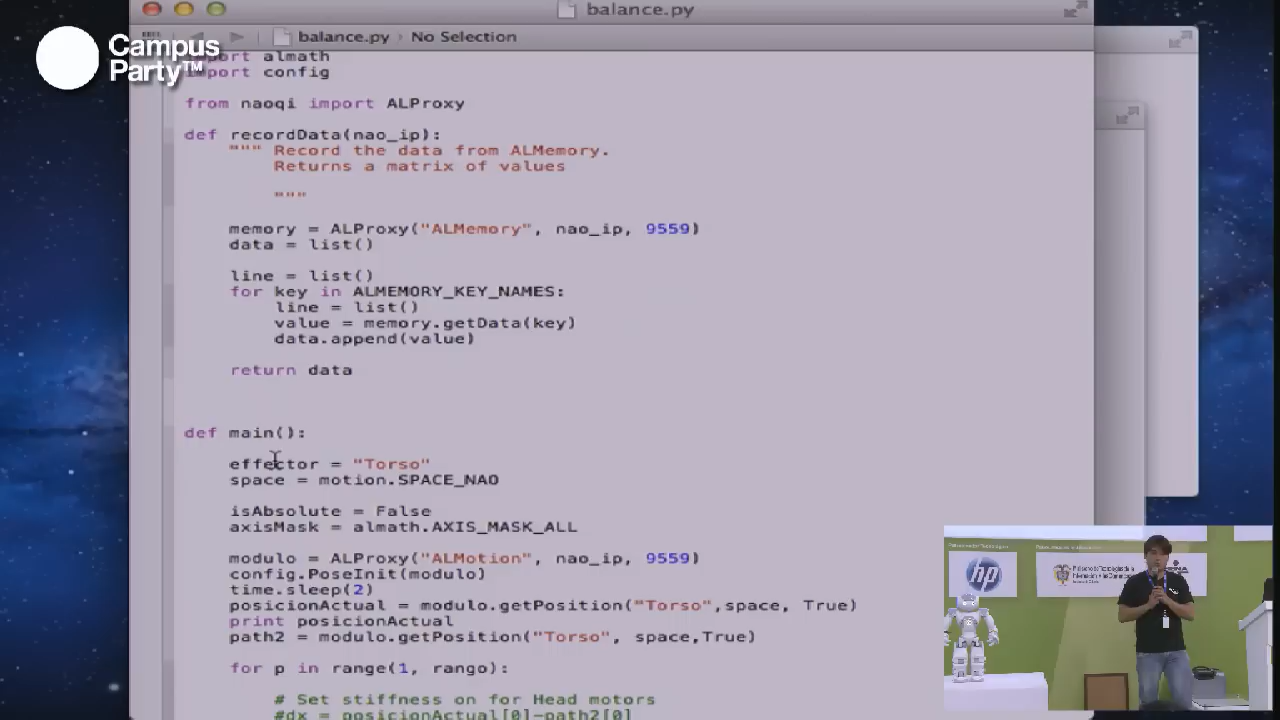 balance.py
balance.py › No Selection
Campus
Party™
import almath
import config
from naoqi import ALProxy
def recordData(nao_ip):
""" Record the data from ALMemory.
Returns a matrix of values
"""
memory = ALProxy("ALMemory", nao_ip, 9559)
data = list()
line = list()
for key in ALMEMORY_KEY_NAMES:
line = list()
value = memory.getData(key)
data.append(value)
return data
def main():
effector = "Torso"
space = motion.SPACE_NAO
isAbsolute = False
axisMask = almath.AXIS_MASK_ALL
modulo = ALProxy("ALMotion", nao_ip, 9559)
config.PoseInit(modulo)
time.sleep(2)
posicionActual = modulo.getPosition("Torso",space, True)
print posicionActual
path2 = modulo.getPosition("Torso", space,True)
for p in range(1, rango):
# Set stiffness on for Head motors
#dx = posicionActual[0]-path2[0]
hp